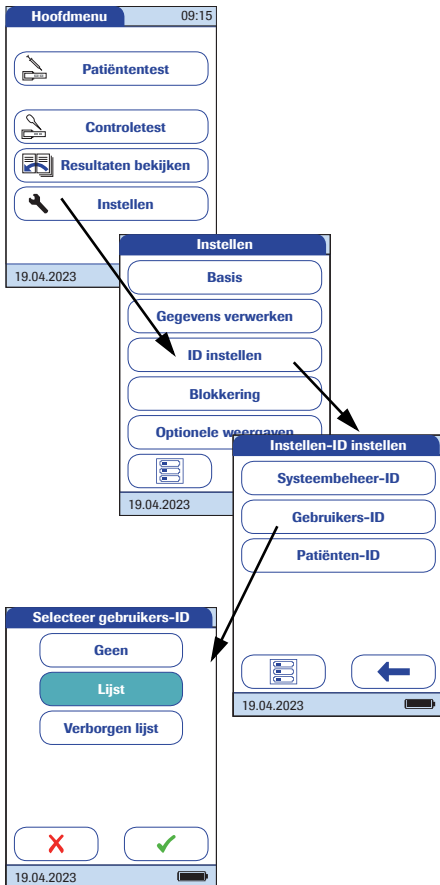 Hoofdmenu 09:15
Patiëntentest
Controletest
Resultaten bekijken
Instellen
19.04.2023
Instellen
Basis
Gegevens verwerken
ID instellen
Blokkering
Optionele weergaven
19.04.2023
Instellen-ID instellen
Systeembeheer-ID
Gebruikers-ID
Patiënten-ID
19.04.2023
Selecteer gebruikers-ID
Geen
Lijst
Verborgen lijst
19.04.2023